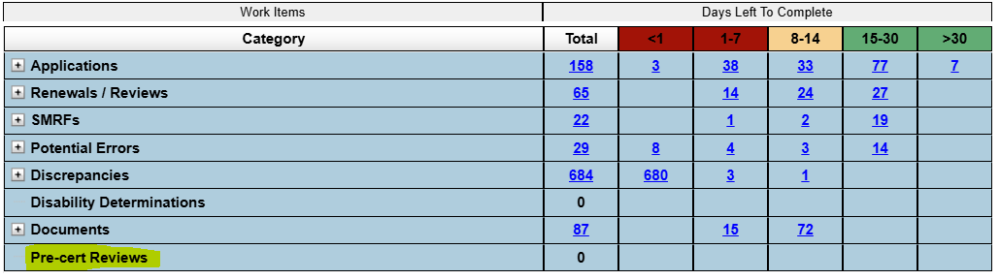 Work Items Days Left To Complete
Category Total <1 1-7 8-14 15-30 >30
Applications 158 3 38 33 77 7
Renewals / Reviews 65 14 24 27
SMRFs 22 1 2 19
Potential Errors 29 8 4 3 14
Discrepancies 684 680 3 1
Disability Determinations 0
Documents 87 15 72
Pre-cert Reviews 0